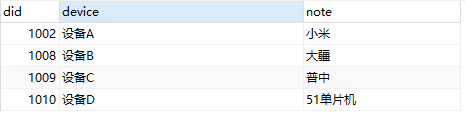 did device note
1002 设备A 小米
1008 设备B 大疆
1009 设备C 普中
1010 设备D 51单片机